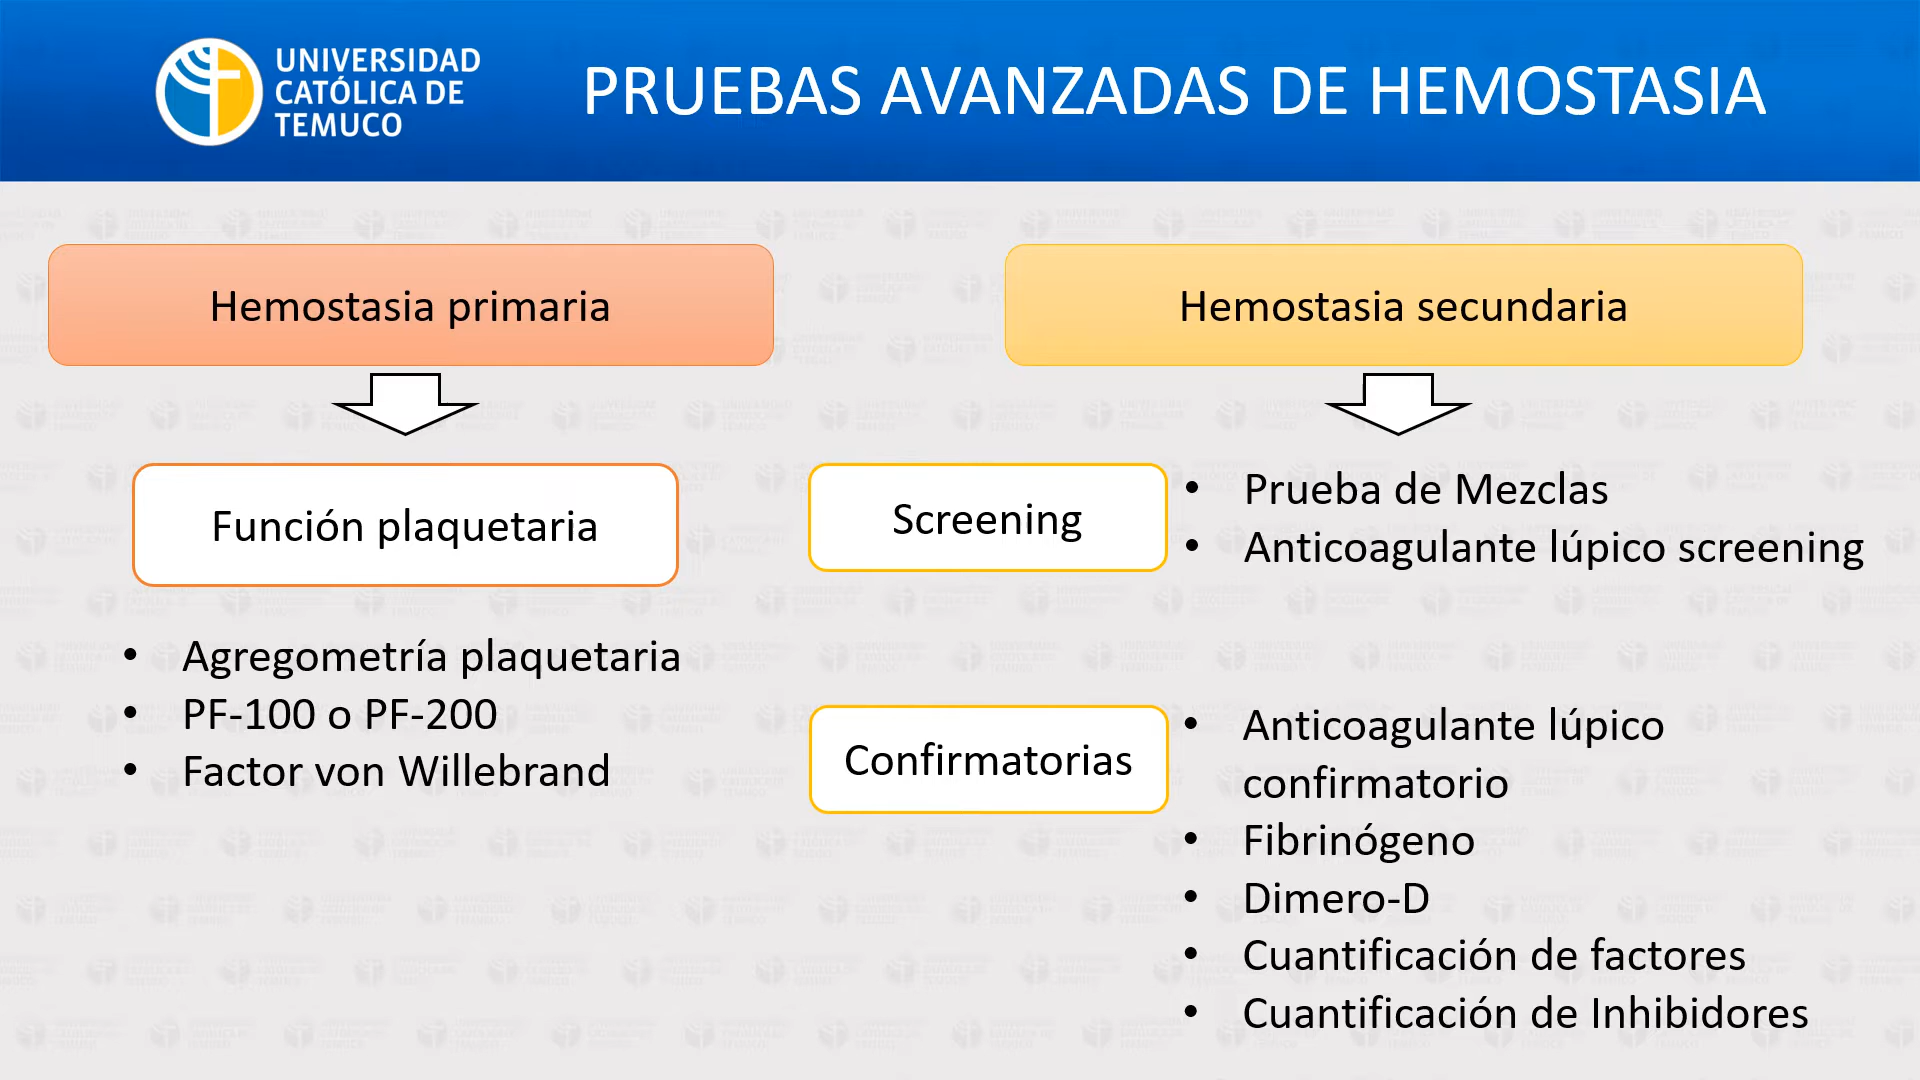 UNIVERSIDAD
CATÓLICA DE
TEMUCO
PRUEBAS AVANZADAS DE HEMOSTASIA
Hemostasia primaria
Función plaquetaria
• Agregometría plaquetaria
• PF-100 o PF-200
• Factor von Willebrand
Hemostasia secundaria
Screening
• Prueba de Mezclas
• Anticoagulante lúpico screening
Confirmatorias
• Anticoagulante lúpico
confirmatorio
• Fibrinógeno
• Dimero-D
• Cuantificación de factores
• Cuantificación de Inhibidores